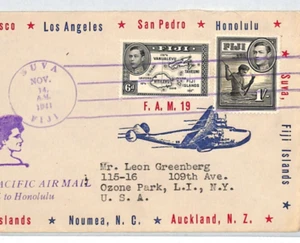 sco ★ Los Angeles ★ San Pedro ★ Honolulu
SUVA
NOV.
14
A.M.
1941
FIJI
FIJI
6d
FIJI
1/-
Suva,
Fiji Islands
F. A. M. 19
PACIFIC AIR MAIL
to Honolulu
Mr. Leon Greenberg
115-16 109th Ave.
Ozone Park, L.I., N.Y.
U. S. A.
slands ★ Noumea, N. C. ★ Auckland, N. Z. ★